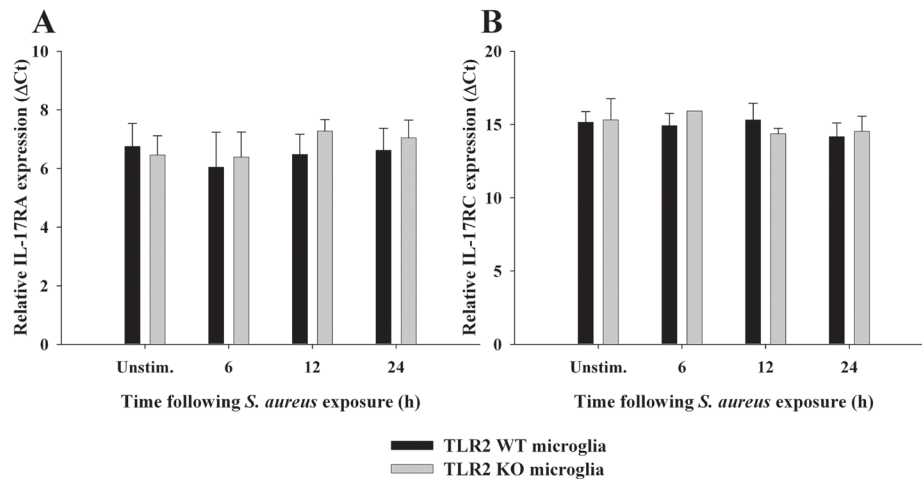 A
Relative IL-17RA expression (ΔCt)
10
8
6
4
2
0
Unstim.
6
12
24
Time following S. aureus exposure (h)
B
Relative IL-17RC expression (ΔCt)
20
15
10
5
0
Unstim.
6
12
24
Time following S. aureus exposure (h)
TLR2 WT microglia
TLR2 KO microglia